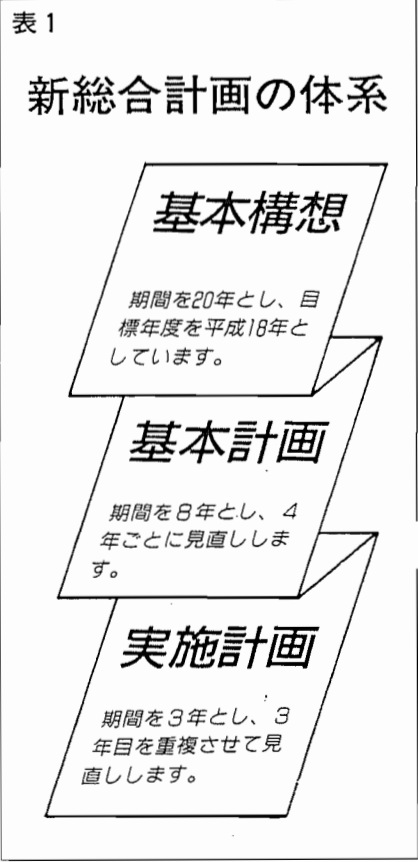 表1
新総合計画の体系
基本構想
期間を20年とし、目
標年度を平成18年と
しています。
基本計画
期間を8年とし、4
年ごとに見直ししま
す。
実施計画
期間を3年とし、3
年目を重複させて見
直しします。